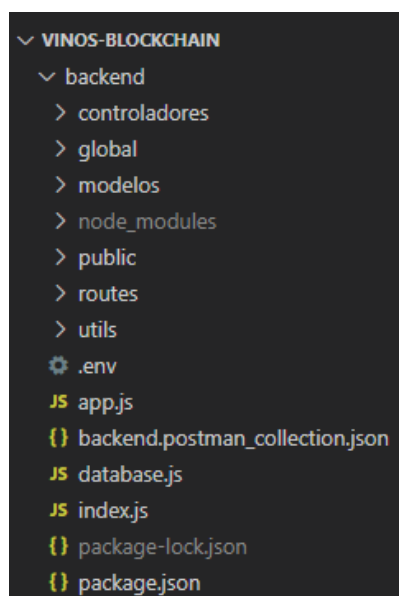 VINOS-BLOCKCHAIN
backend
controladores
global
modelos
node_modules
public
routes
utils
.env
JS app.js
{} backend.postman_collection.json
JS database.js
JS index.js
{} package-lock.json
{} package.json